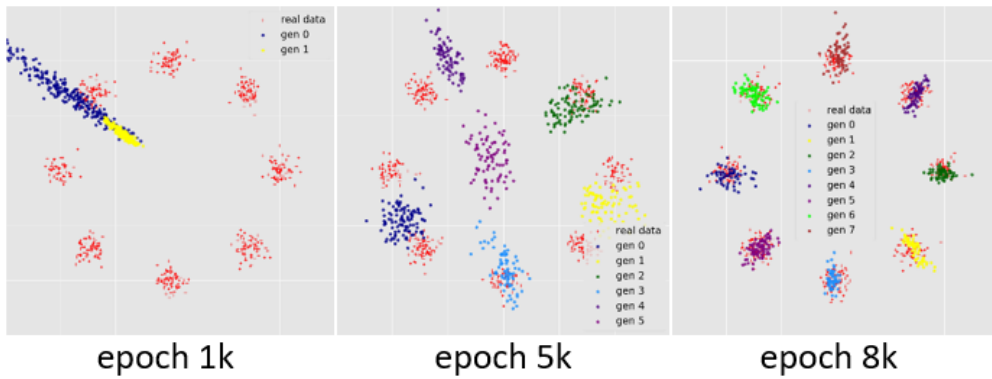 real data
gen 0
gen 1
real data
gen 0
gen 1
gen 2
gen 3
gen 4
gen 5
real data
gen 0
gen 1
gen 2
gen 3
gen 4
gen 5
gen 6
gen 7
epoch 1k
epoch 5k
epoch 8k